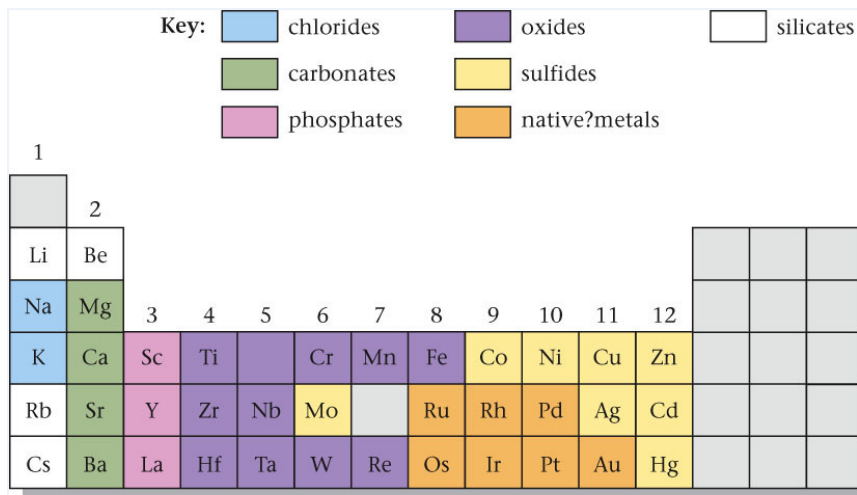 Key: chlorides oxides silicates
carbonates sulfides
phosphates native?metals
1
2
Li Be
Na Mg 3 4 5 6 7 8 9 10 11 12
K Ca Sc Ti Cr Mn Fe Co Ni Cu Zn
Rb Sr Y Zr Nb Mo Ru Rh Pd Ag Cd
Cs Ba La Hf Ta W Re Os Ir Pt Au Hg